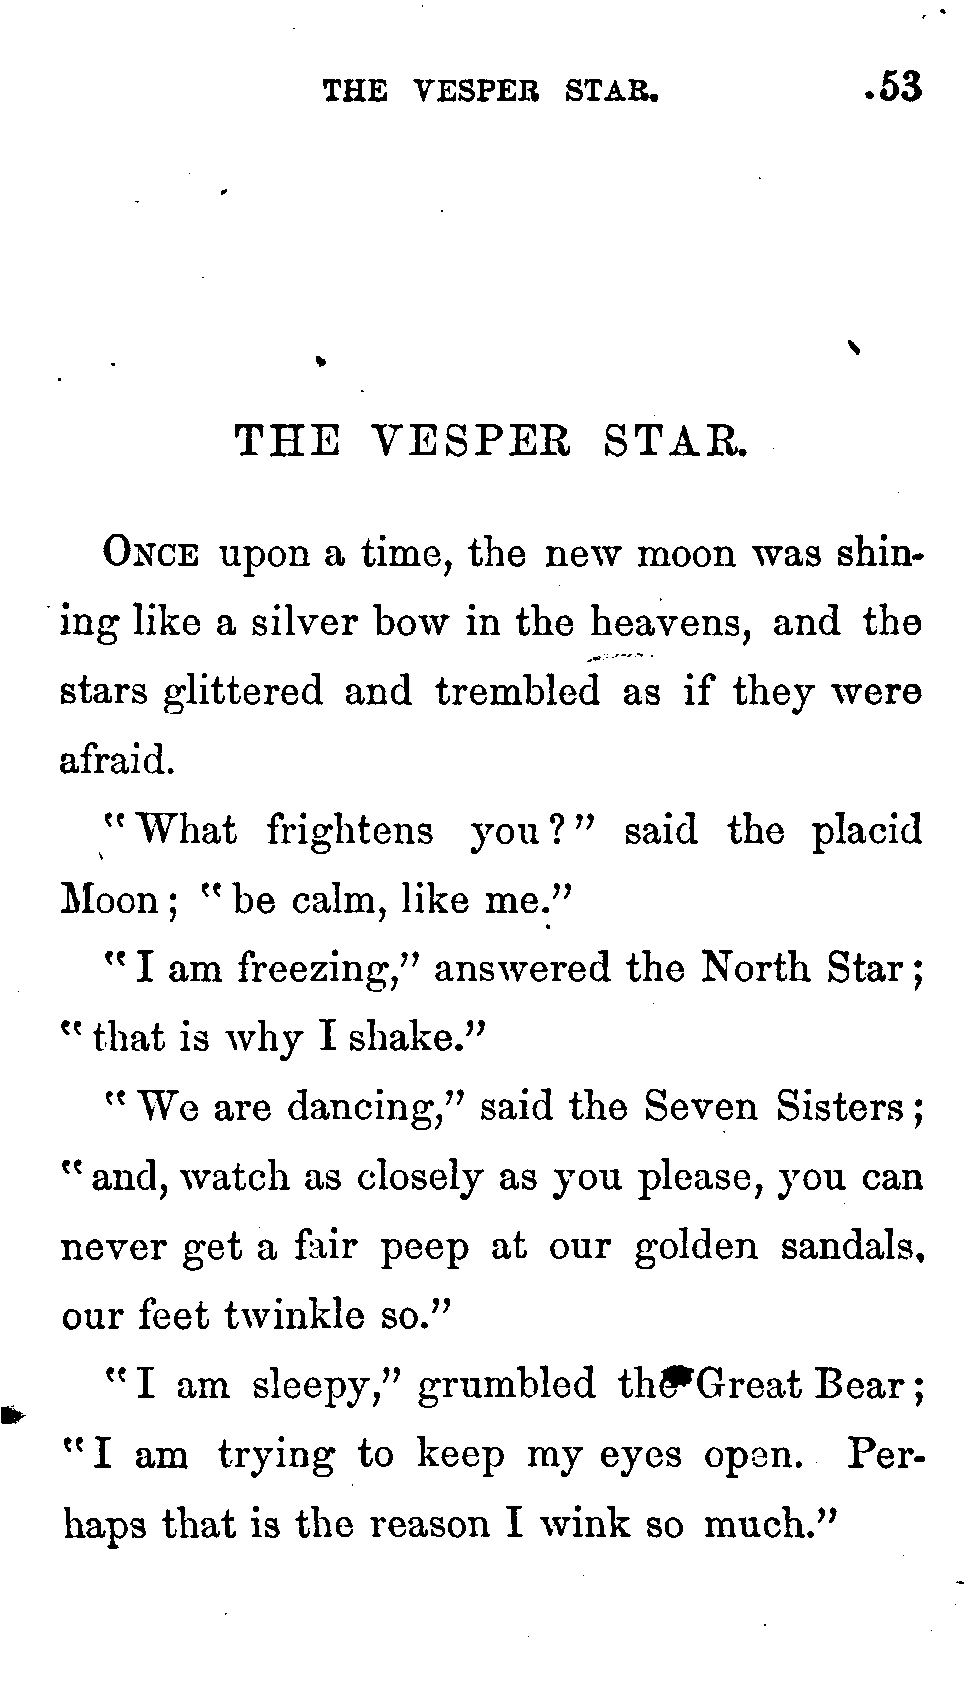 THE VESPER STAR. .53
THE VESPER STAR.
ONCE upon a time, the new moon was shin-
ing like a silver bow in the heavens, and the
stars glittered and trembled as if they were
afraid.
"What frightens you?" said the placid
Moon; "be calm, like me."
"I am freezing," answered the North Star;
"that is why I shake."
"We are dancing," said the Seven Sisters;
"and, watch as closely as you please, you can
never get a fair peep at our golden sandals,
our feet twinkle so."
"I am sleepy," grumbled the Great Bear;
"I am trying to keep my eyes open. Per-
haps that is the reason I wink so much."